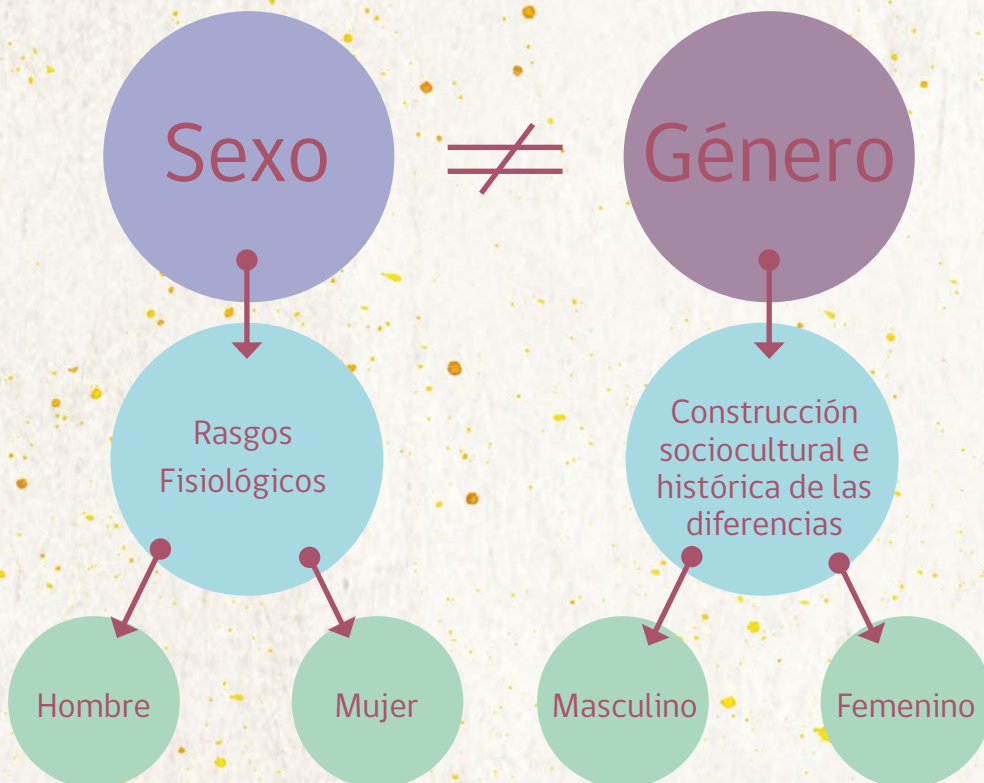 Sexo
≠
Género
Rasgos
Fisiológicos
Construcción
sociocultural e
histórica de las
diferencias
Hombre
Mujer
Masculino
Femenino